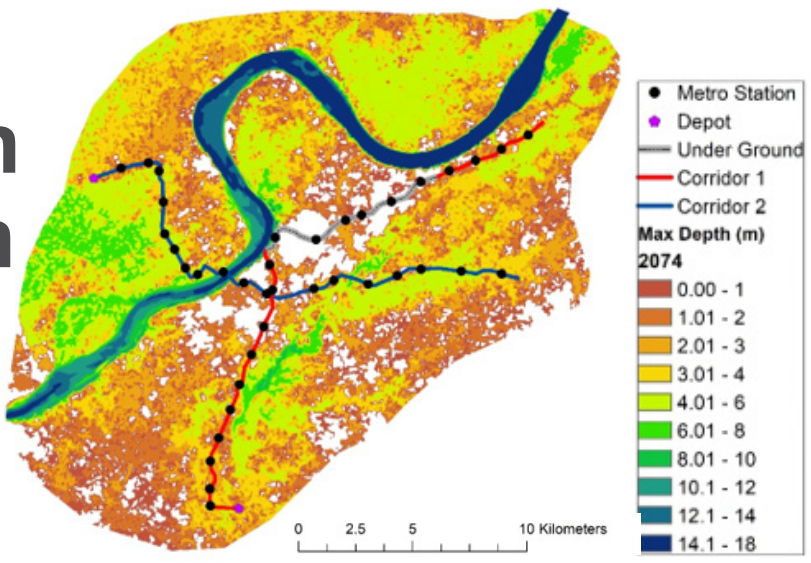 n
n
Metro Station
Depot
Under Ground
Corridor 1
Corridor 2
Max Depth (m)
2074
0.00 - 1
1.01 - 2
2.01 - 3
3.01 - 4
4.01 - 6
6.01 - 8
8.01 - 10
10.1 - 12
12.1 - 14
14.1 - 18
0 2.5 5 10 Kilometers